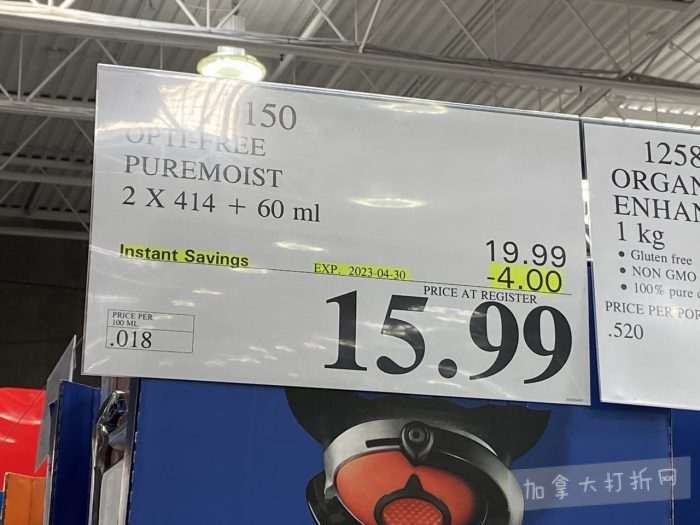 150
OPTI-FREE
PUREMOIST
2 X 414 + 60 ml
19.99
Instant Savings
EXP. 2023-04-30
-4.00
PRICE AT REGISTER
15.99
PRICE PER
100 ML
.018
1258
ORGAN
ENHAN
1 kg
• Gluten free
• NON GMO
• 100% pure
PRICE PER POR
.520
加拿大打折网